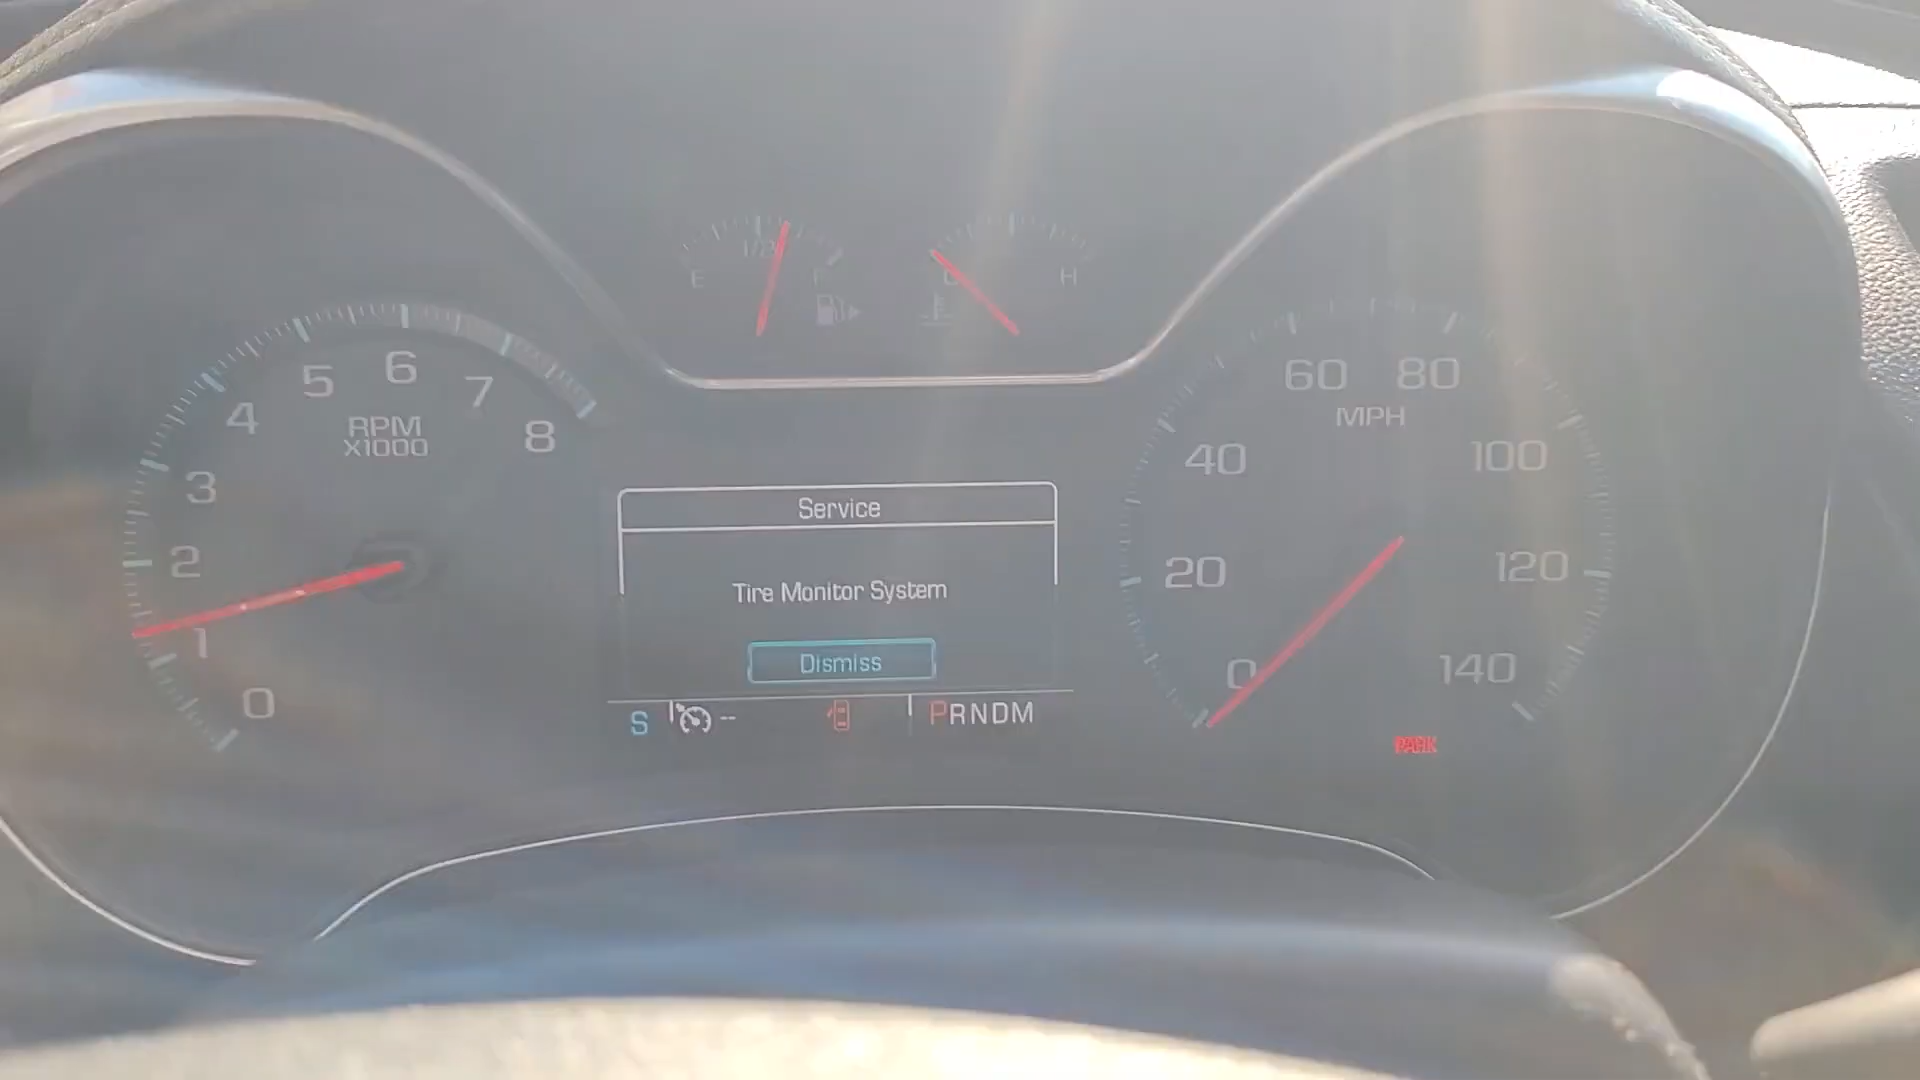 1/2
E
F
C
H
5 6 7
4
8
RPM
X1000
3
2
1
0
Service
Tire Monitor System
Dismiss
S
--
PRNDM
60 80
MPH
40
100
20
120
0
140
PARK